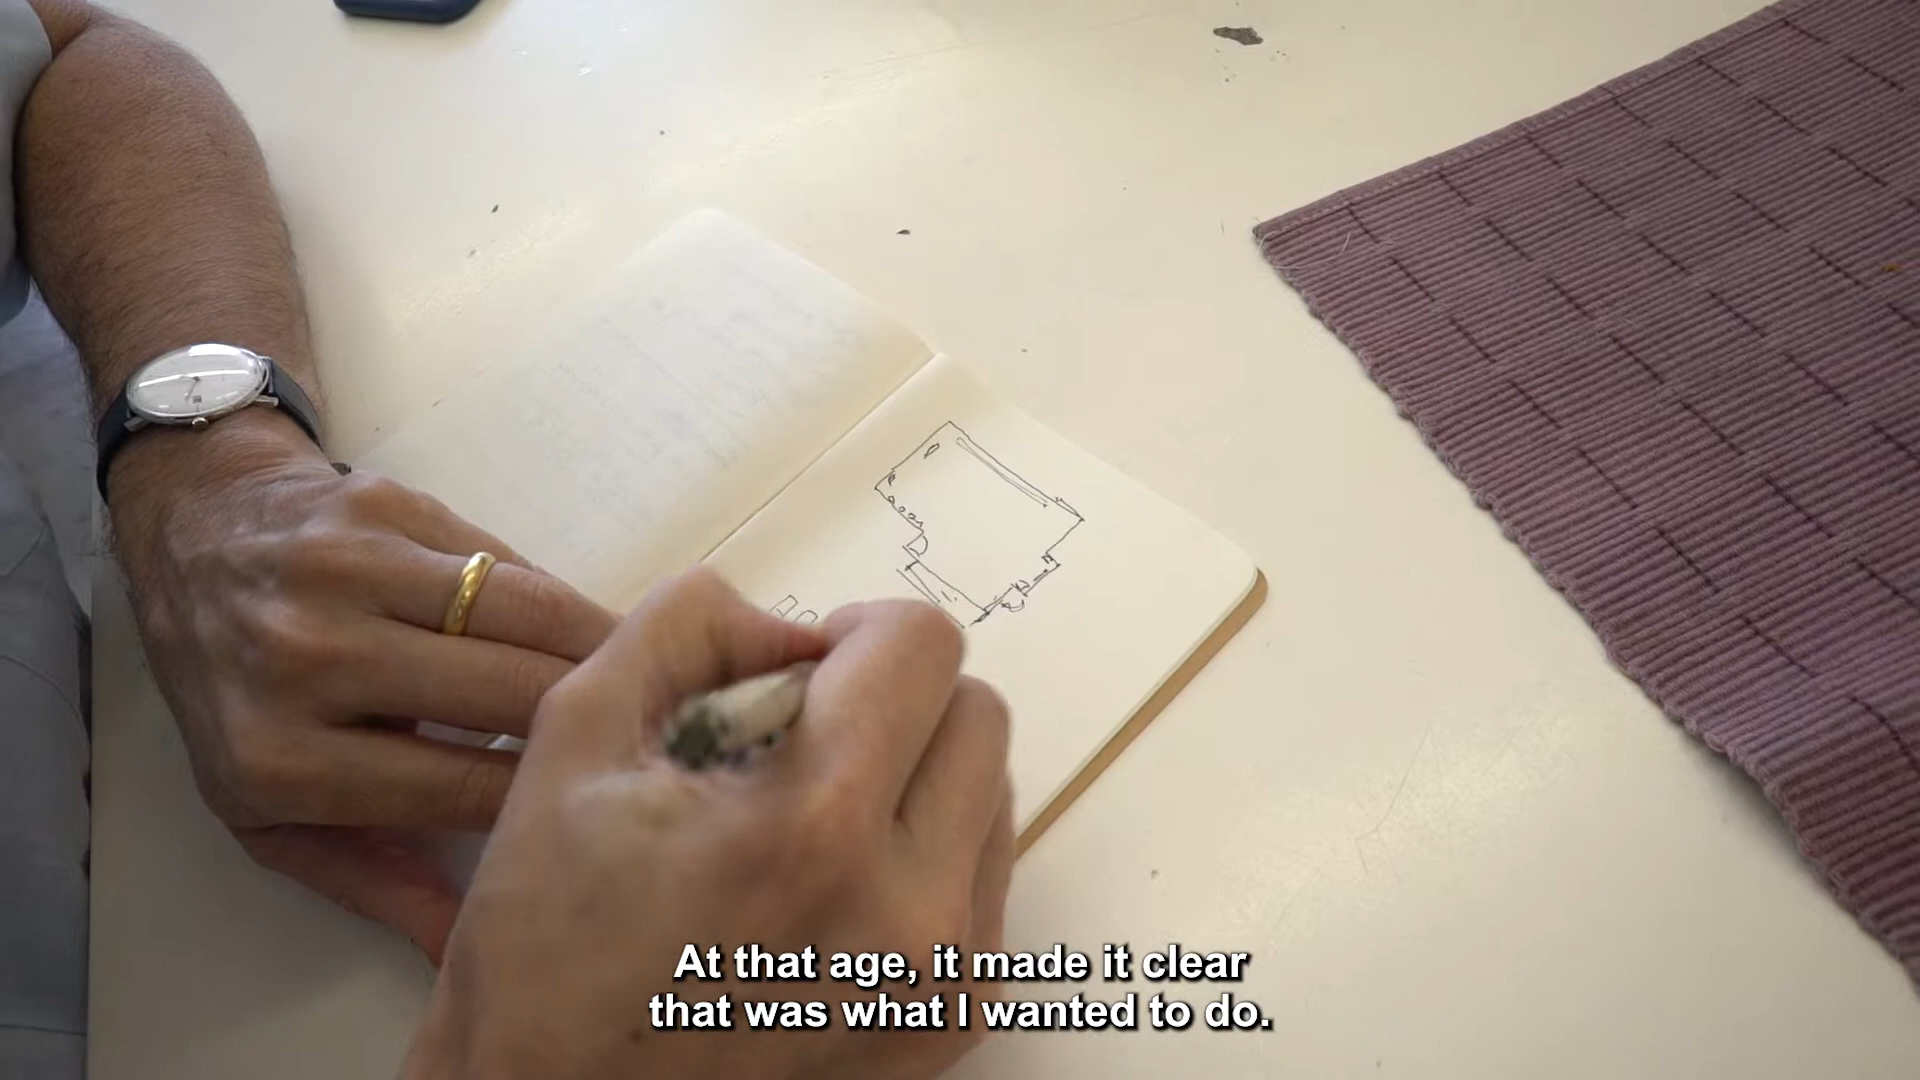 At that age, it made it clear
that was what I wanted to do.